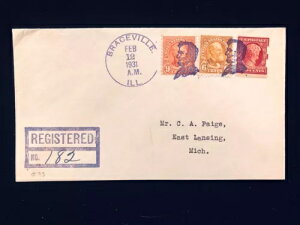 BRACEVILLE,
FEB
12
1931
A.M.
ILL.
REGISTERED
NO. 182
Mr. C. A. Paige,
East Lansing,
Mich.